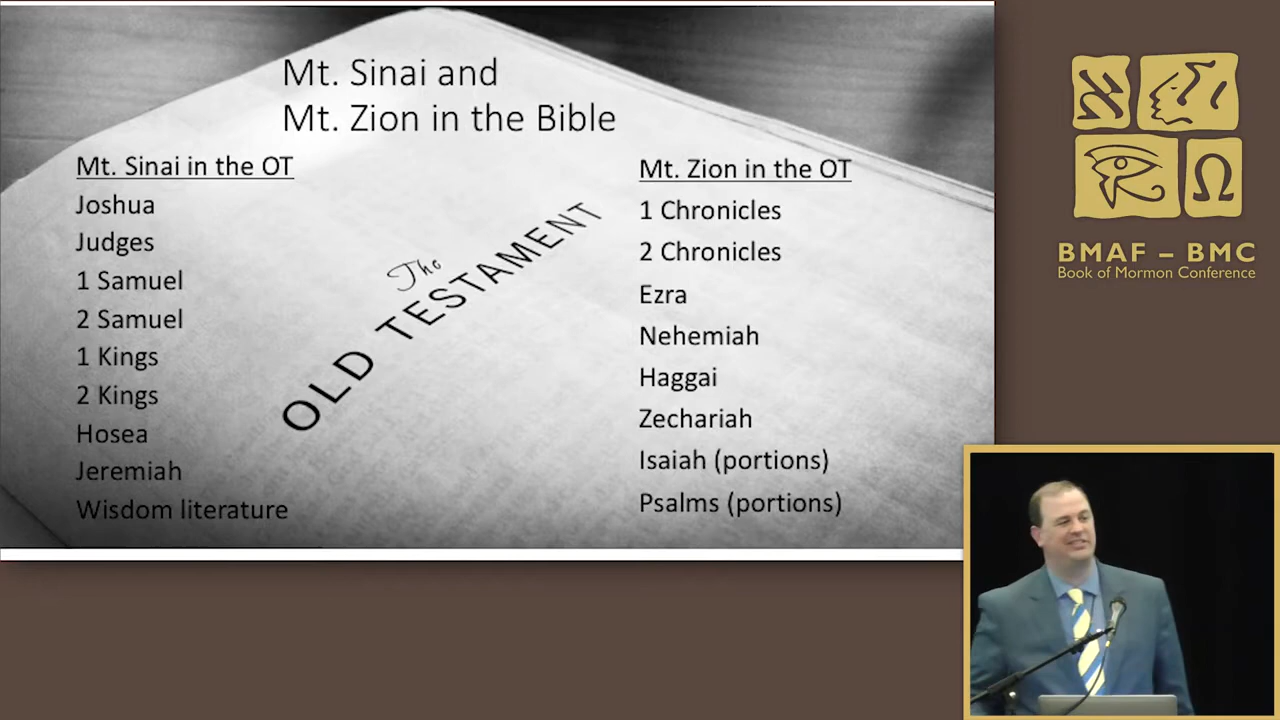 Mt. Sinai and
Mt. Zion in the Bible
Mt. Sinai in the OT
Joshua
Judges
1 Samuel
2 Samuel
1 Kings
2 Kings
Hosea
Jeremiah
Wisdom literature
The
OLD TESTAMENT
Mt. Zion in the OT
1 Chronicles
2 Chronicles
Ezra
Nehemiah
Haggai
Zechariah
Isaiah (portions)
Psalms (portions)
א
Ω
BMAF – BMC
Book of Mormon Conference